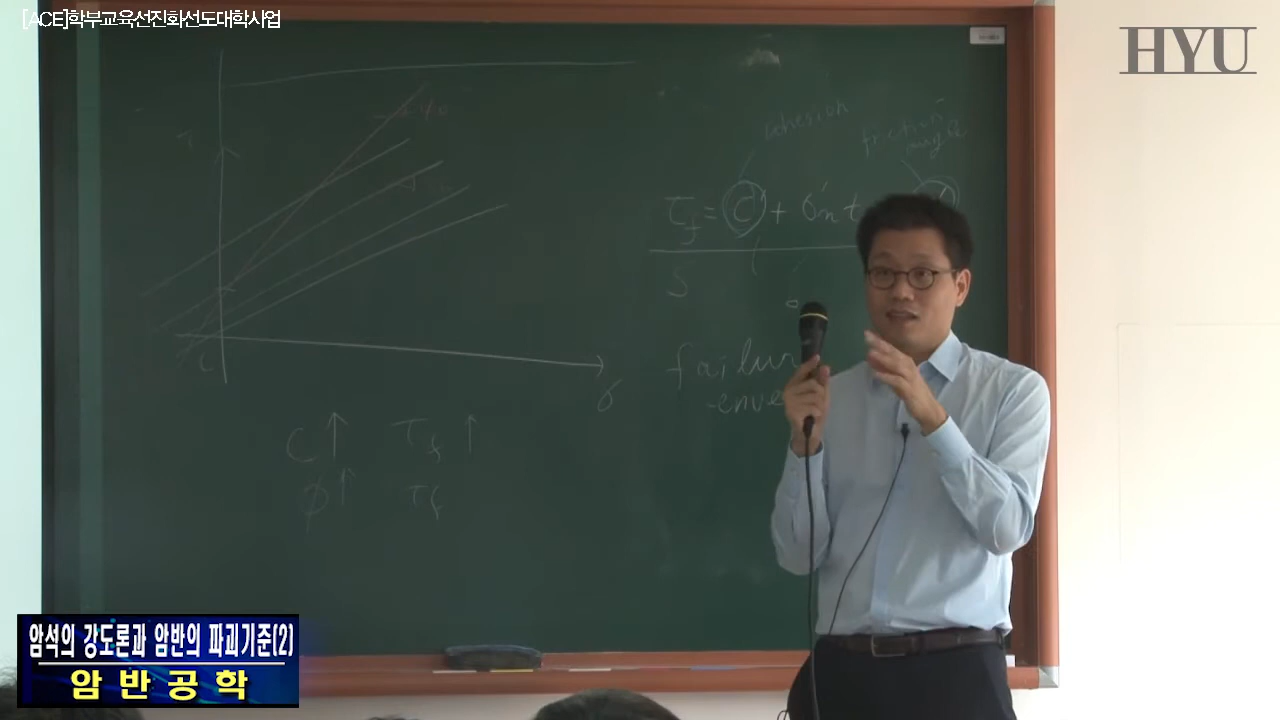 [ACE]학부교육선진화선도대학사업
HYU
τ
σ
C
cohesion
friction
angle
τf = c' + σ'n t
S
failur
-enve
C↑ τf↑
φ↑ τf
암석의 강도론과 암반의 파괴기준(2)
암반공학